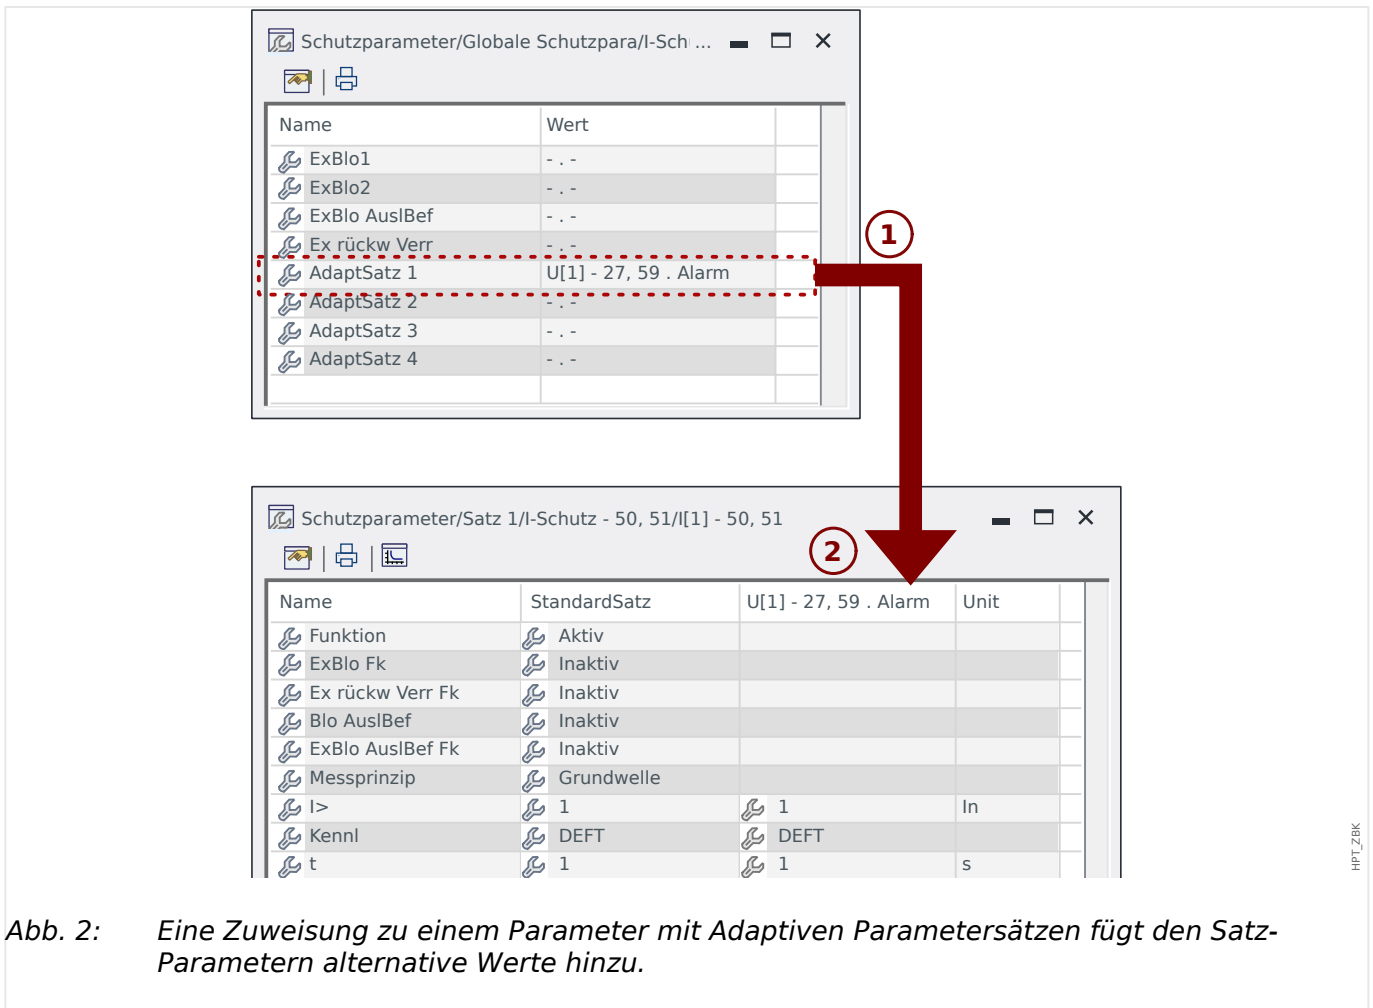 Schutzparameter/Globale Schutzpara/I-Sch ...
Name Wert
ExBlo1 - . -
ExBlo2 - . -
ExBlo AuslBef - . -
Ex rückw Verr - . -
AdaptSatz 1 U[1] - 27, 59 . Alarm
AdaptSatz 2 - . -
AdaptSatz 3 - . -
AdaptSatz 4 - . -
1
Schutzparameter/Satz 1/I-Schutz - 50, 51/I[1] - 50, 51
2
Name StandardSatz U[1] - 27, 59 . Alarm Unit
Funktion Aktiv
ExBlo Fk Inaktiv
Ex rückw Verr Fk Inaktiv
Blo AuslBef Inaktiv
ExBlo AuslBef Fk Inaktiv
Messprinzip Grundwelle
I> 1 1 In
Kennl DEFT DEFT
t 1 1 s
HPT_ZBK
Abb. 2: Eine Zuweisung zu einem Parameter mit Adaptiven Parametersätzen fügt den Satz-
Parametern alternative Werte hinzu.